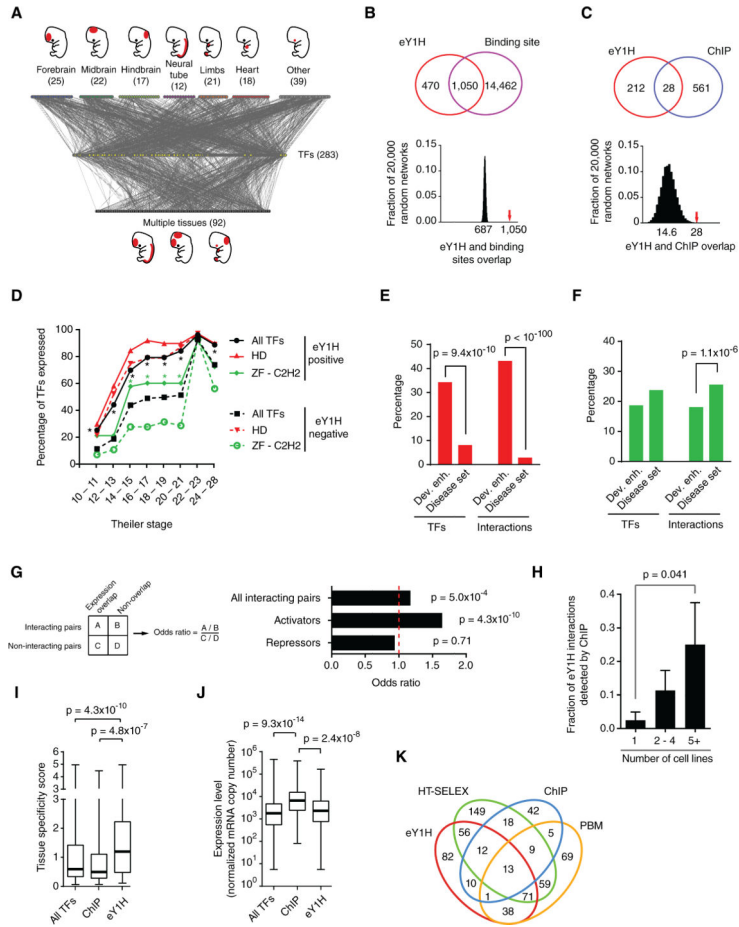 A
Forebrain (25)
Midbrain (22)
Hindbrain (17)
Neural tube (12)
Limbs (21)
Heart (18)
Other (39)
TFs (283)
Multiple tissues (92)
B
eY1H
Binding site
470
1,050
14,462
Fraction of 20,000
random networks
0.15
0.10
0.05
0.00
687
1,050
eY1H and binding
sites overlap
C
eY1H
ChIP
212
28
561
Fraction of 20,000
random networks
0.15
0.10
0.05
0.00
14.6
28
eY1H and ChIP overlap
D
Percentage of TFs expressed
100
80
60
40
20
0
10 – 11
12 – 13
14 – 15
16 – 17
18 – 19
20 – 21
22 – 23
24 – 28
Theiler stage
All TFs
HD
ZF - C2H2
eY1H
positive
All TFs
HD
ZF - C2H2
eY1H
negative
E
Percentage
50
40
30
20
10
0
p = 9.4x10-10
p < 10-100
Dev. enh.
Disease set
Dev. enh.
Disease set
TFs
Interactions
F
Percentage
40
30
20
10
0
p = 1.1x10-6
Dev. enh.
Disease set
Dev. enh.
Disease set
TFs
Interactions
G
Expression
overlap
Non-overlap
Interacting pairs
A
B
Non-interacting pairs
C
D
Odds ratio = A / B
C / D
All interacting pairs
p = 5.0x10-4
Activators
p = 4.3x10-10
Repressors
p = 0.71
0.0
0.5
1.0
1.5
2.0
Odds ratio
H
p = 0.041
Fraction of eY1H interactions
detected by ChIP
0.4
0.3
0.2
0.1
0.0
1
2 - 4
5+
Number of cell lines
I
p = 4.3x10-10
p = 4.8x10-7
Tissue specificity score
6
4
2
2
1
0
All TFs
ChIP
eY1H
J
p = 9.3x10-14
p = 2.4x10-8
Expression level
(normalized mRNA copy number)
106
105
104
103
102
101
100
All TFs
ChIP
eY1H
K
HT-SELEX
ChIP
eY1H
PBM
149
42
56
18
5
82
12
9
69
13
10
59
1
71
38